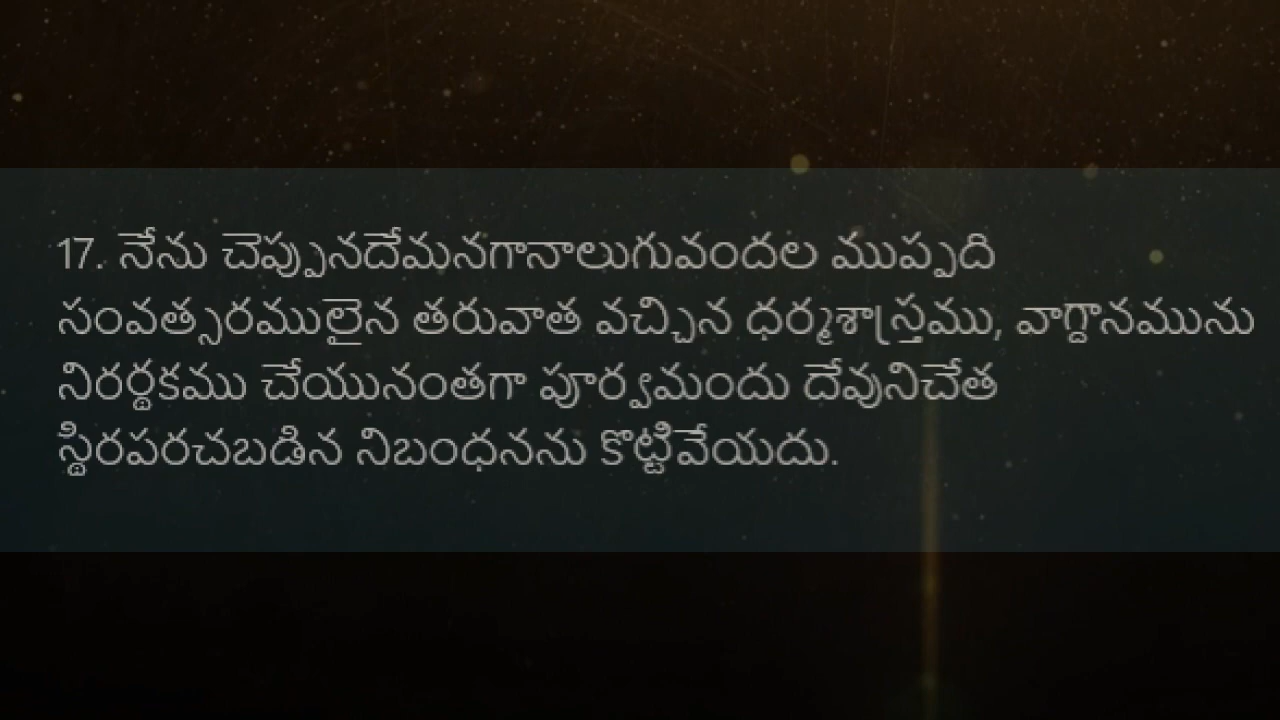 17. నేను చెప్పునదేమనగానాలుగువందల ముప్పది
సంవత్సరములైన తరువాత వచ్చిన ధర్మశాస్త్రము, వాగ్దానమును
నిరర్థకము చేయునంతగా పూర్వమందు దేవునిచేత
స్థిరపరచబడిన నిబంధనను కొట్టివేయదు.